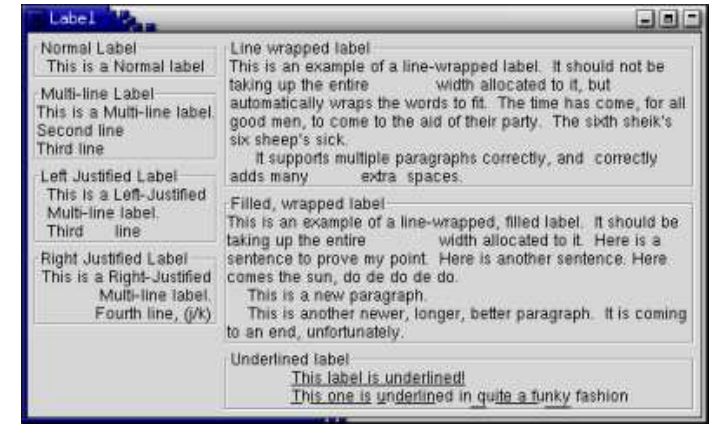 Label
Normal Label
This is a Normal label
Multi-line Label
This is a Multi-line label.
Second line
Third line
Left Justified Label
This is a Left-Justified
Multi-line label.
Third      line
Right Justified Label
This is a Right-Justified
Multi-line label.
Fourth line, (j/k)
Line wrapped label
This is an example of a line-wrapped label.  It should not be
taking up the entire             width allocated to it, but
automatically wraps the words to fit.  The time has come, for all
good men, to come to the aid of their party.  The sixth sheik's
six sheep's sick.
It supports multiple paragraphs correctly, and  correctly
adds many          extra  spaces.
Filled, wrapped label
This is an example of a line-wrapped, filled label.  It should be
taking up the entire              width allocated to it.  Here is a
sentence to prove my point.  Here is another sentence. Here
comes the sun, do de do de do.
This is a new paragraph.
This is another newer, longer, better paragraph.  It is coming
to an end, unfortunately.
Underlined label
This label is underlined!
This one is underlined in quite a funky fashion